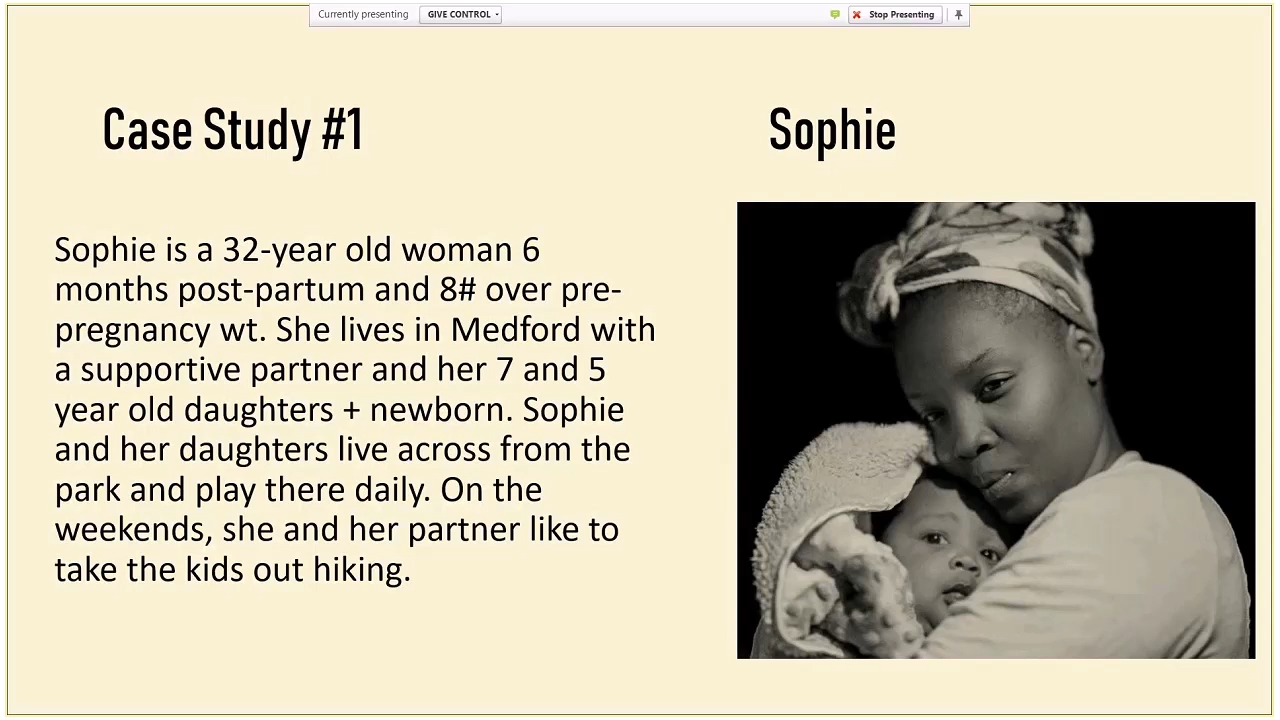 Currently presenting GIVE CONTROL Stop Presenting
Case Study #1
Sophie
Sophie is a 32-year old woman 6
months post-partum and 8# over pre-
pregnancy wt. She lives in Medford with
a supportive partner and her 7 and 5
year old daughters + newborn. Sophie
and her daughters live across from the
park and play there daily. On the
weekends, she and her partner like to
take the kids out hiking.